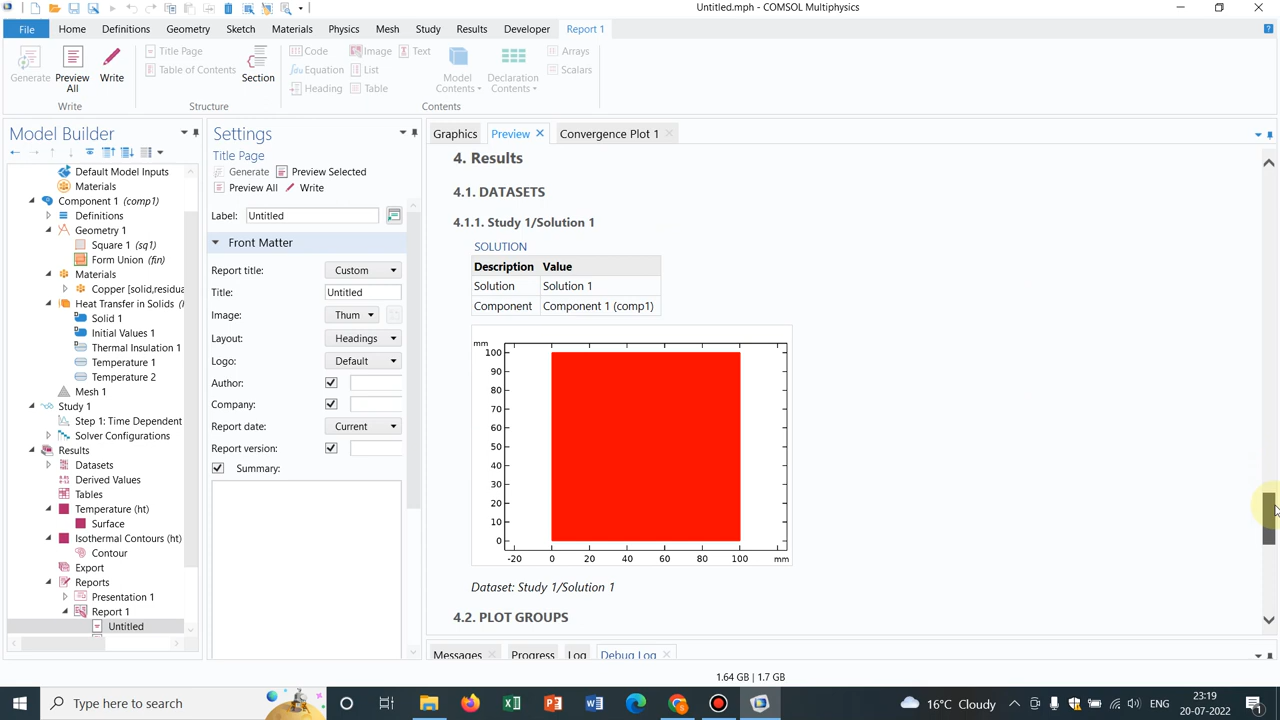 Untitled.mph - COMSOL Multiphysics
File Home Definitions Geometry Sketch Materials Physics Mesh Study Results Developer Report 1
Generate Preview All Write
Title Page
Table of Contents
Section
Code Image Text
Equation List
Heading Table
Model Contents Declaration Contents
Arrays
Scalars
Write Structure Contents
Model Builder
Default Model Inputs
Materials
Component 1 (comp1)
Definitions
Geometry 1
Square 1 (sq1)
Form Union (fin)
Materials
Copper [solid,residua
Heat Transfer in Solids (
Solid 1
Initial Values 1
Thermal Insulation 1
Temperature 1
Temperature 2
Mesh 1
Study 1
Step 1: Time Dependent
Solver Configurations
Results
Datasets
Derived Values
Tables
Temperature (ht)
Surface
Isothermal Contours (ht)
Contour
Export
Reports
Presentation 1
Report 1
Untitled
Settings
Title Page
Generate Preview Selected
Preview All Write
Label: Untitled
Front Matter
Report title: Custom
Title: Untitled
Image: Thum
Layout: Headings
Logo: Default
Author:
Company:
Report date: Current
Report version:
Summary:
Graphics Preview Convergence Plot 1
4. Results
4.1. DATASETS
4.1.1. Study 1/Solution 1
SOLUTION
Description Value
Solution Solution 1
Component Component 1 (comp1)
mm
100
90
80
70
60
50
40
30
20
10
0
-20 0 20 40 60 80 100 mm
Dataset: Study 1/Solution 1
4.2. PLOT GROUPS
Messages Progress Log Debug Log
1.64 GB | 1.7 GB
Type here to search
16°C Cloudy
ENG
23:19
20-07-2022
1